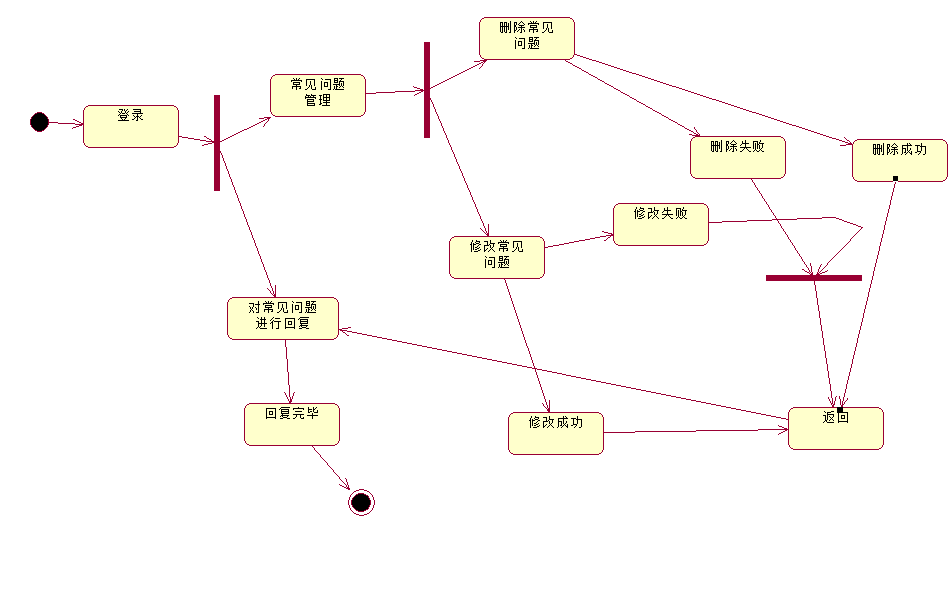 删除常见
问题
常见问题
管理
登录
删除失败
删除成功
修改失败
修改常见
问题
对常见问题
进行回复
回复完毕
修改成功
返回